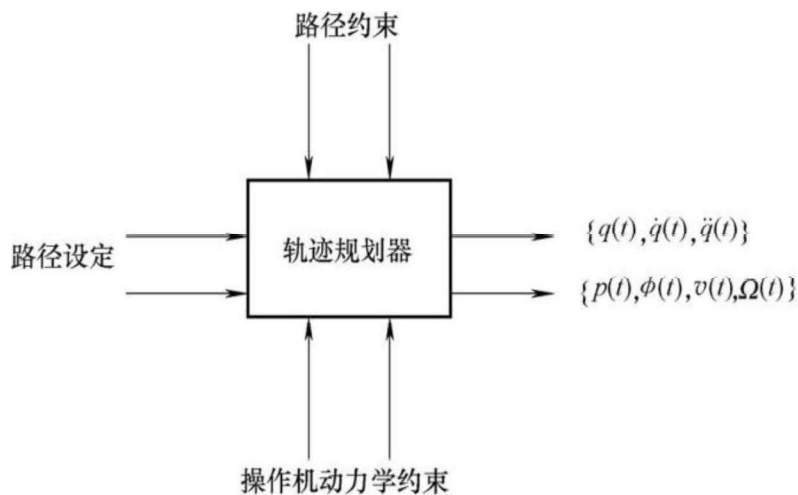 路径约束
路径设定
轨迹规划器
{q(t),q̇(t),q̈(t)}
{p(t),ϕ(t),v(t),Ω(t)}
操作机动力学约束